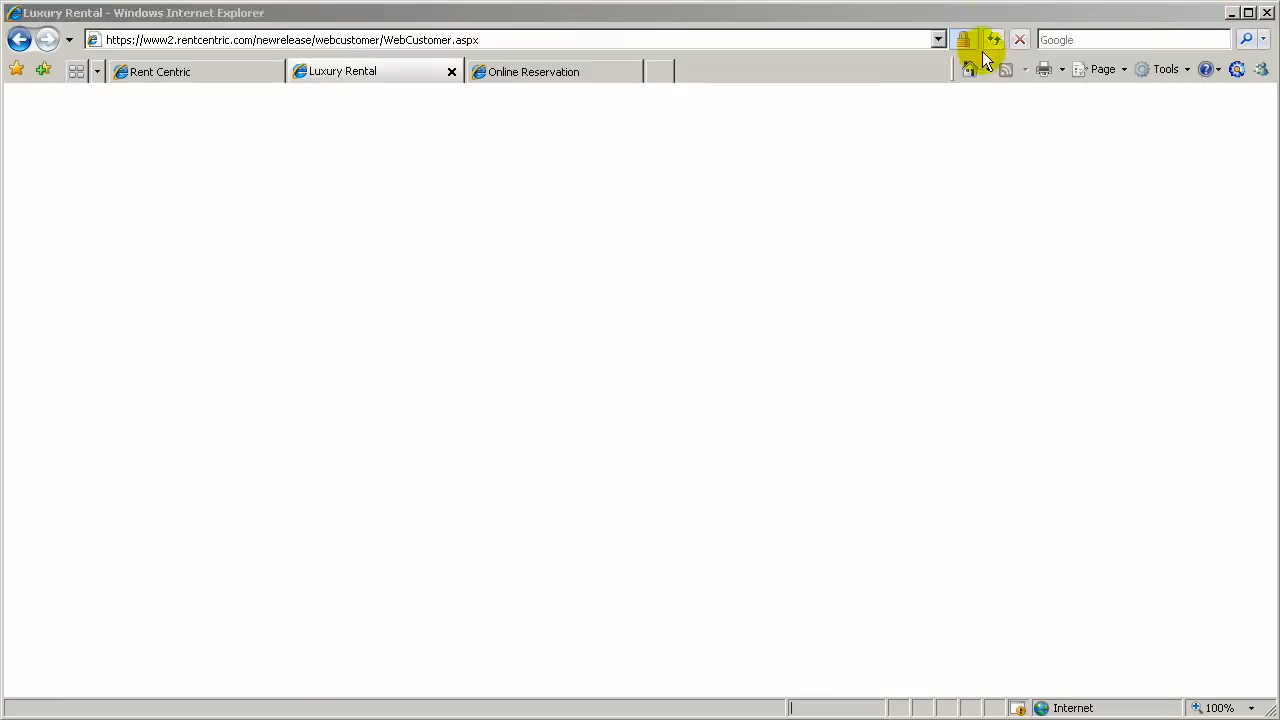 Luxury Rental - Windows Internet Explorer
https://www2.rentcentric.com/newrelease/webcustomer/WebCustomer.aspx
Google
Rent Centric
Luxury Rental
Online Reservation
Page
Tools
Internet
100%